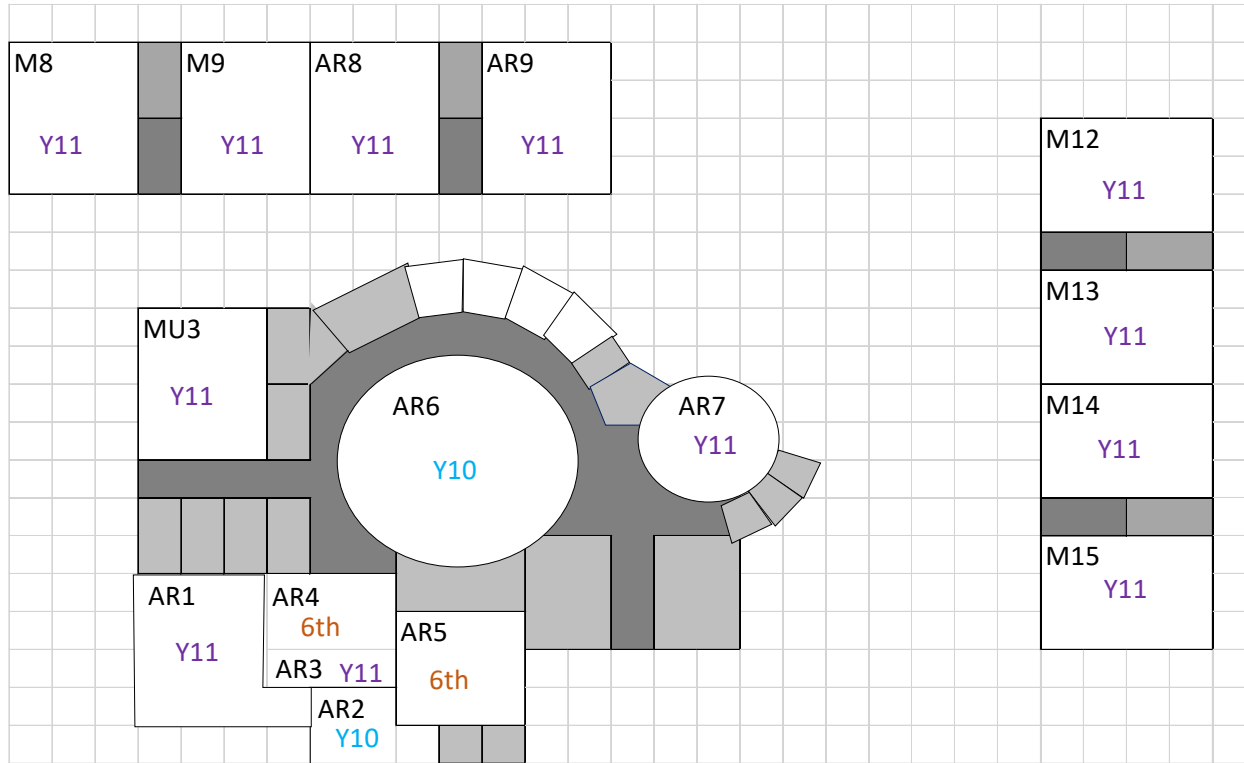 M8
Y11
M9
Y11
AR8
Y11
AR9
Y11
M12
Y11
M13
Y11
M14
Y11
M15
Y11
MU3
Y11
AR6
Y10
AR7
Y11
AR1
Y11
AR4
6th
AR3 Y11
AR5
6th
AR2
Y10